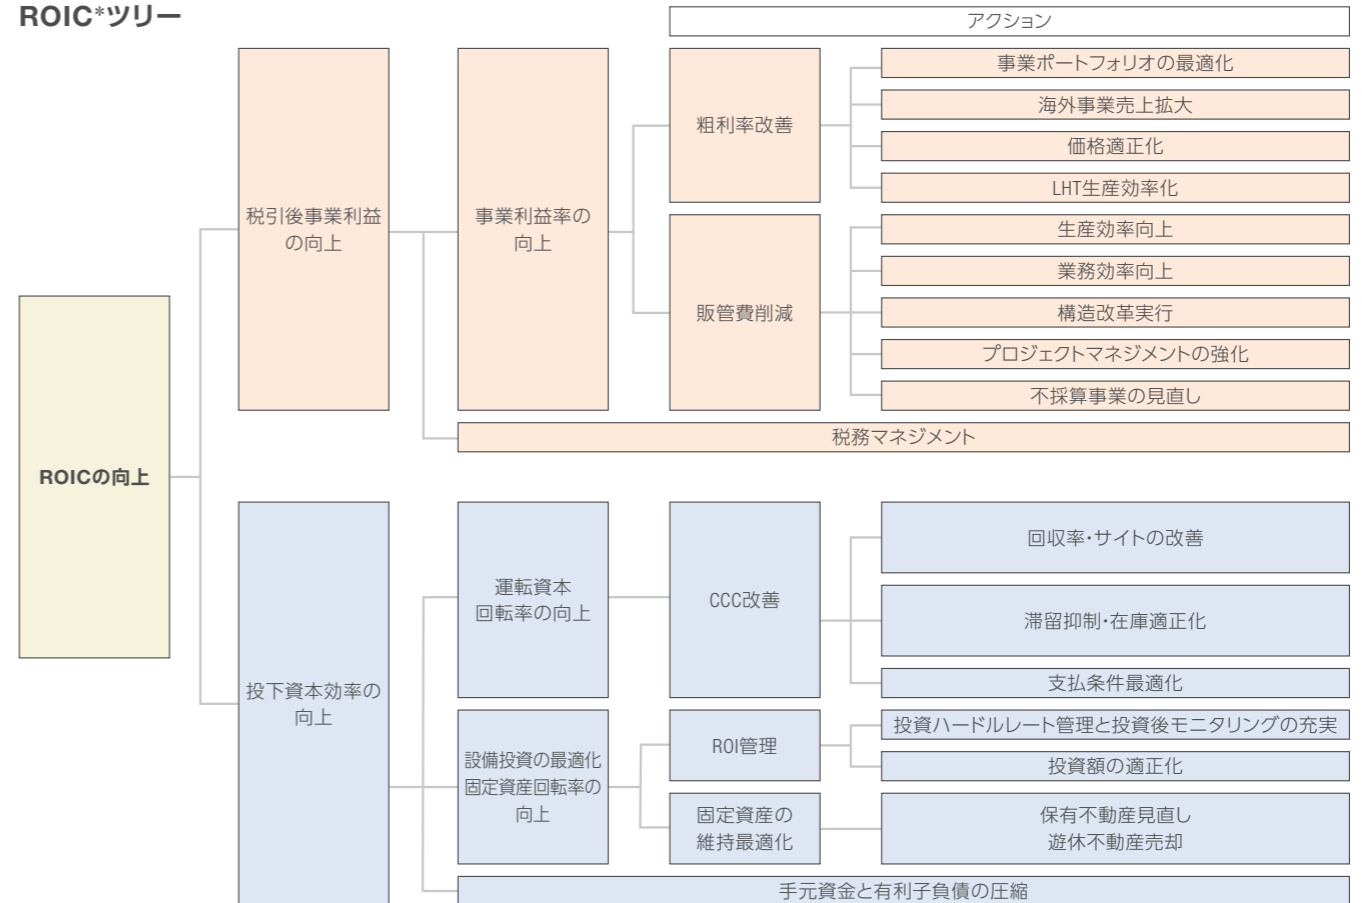 ROIC*ツリー
アクション
ROICの向上
税引後事業利益
の向上
事業利益率の
向上
粗利率改善
事業ポートフォリオの最適化
海外事業売上拡大
価格適正化
LHT生産効率化
販管費削減
生産効率向上
業務効率向上
構造改革実行
プロジェクトマネジメントの強化
不採算事業の見直し
税務マネジメント
投下資本効率の
向上
運転資本
回転率の向上
CCC改善
回収率・サイトの改善
滞留抑制・在庫適正化
支払条件最適化
設備投資の最適化
固定資産回転率の
向上
ROI管理
投資ハードルレート管理と投資後モニタリングの充実
投資額の適正化
固定資産の
維持最適化
保有不動産見直し
遊休不動産売却
手元資金と有利子負債の圧縮